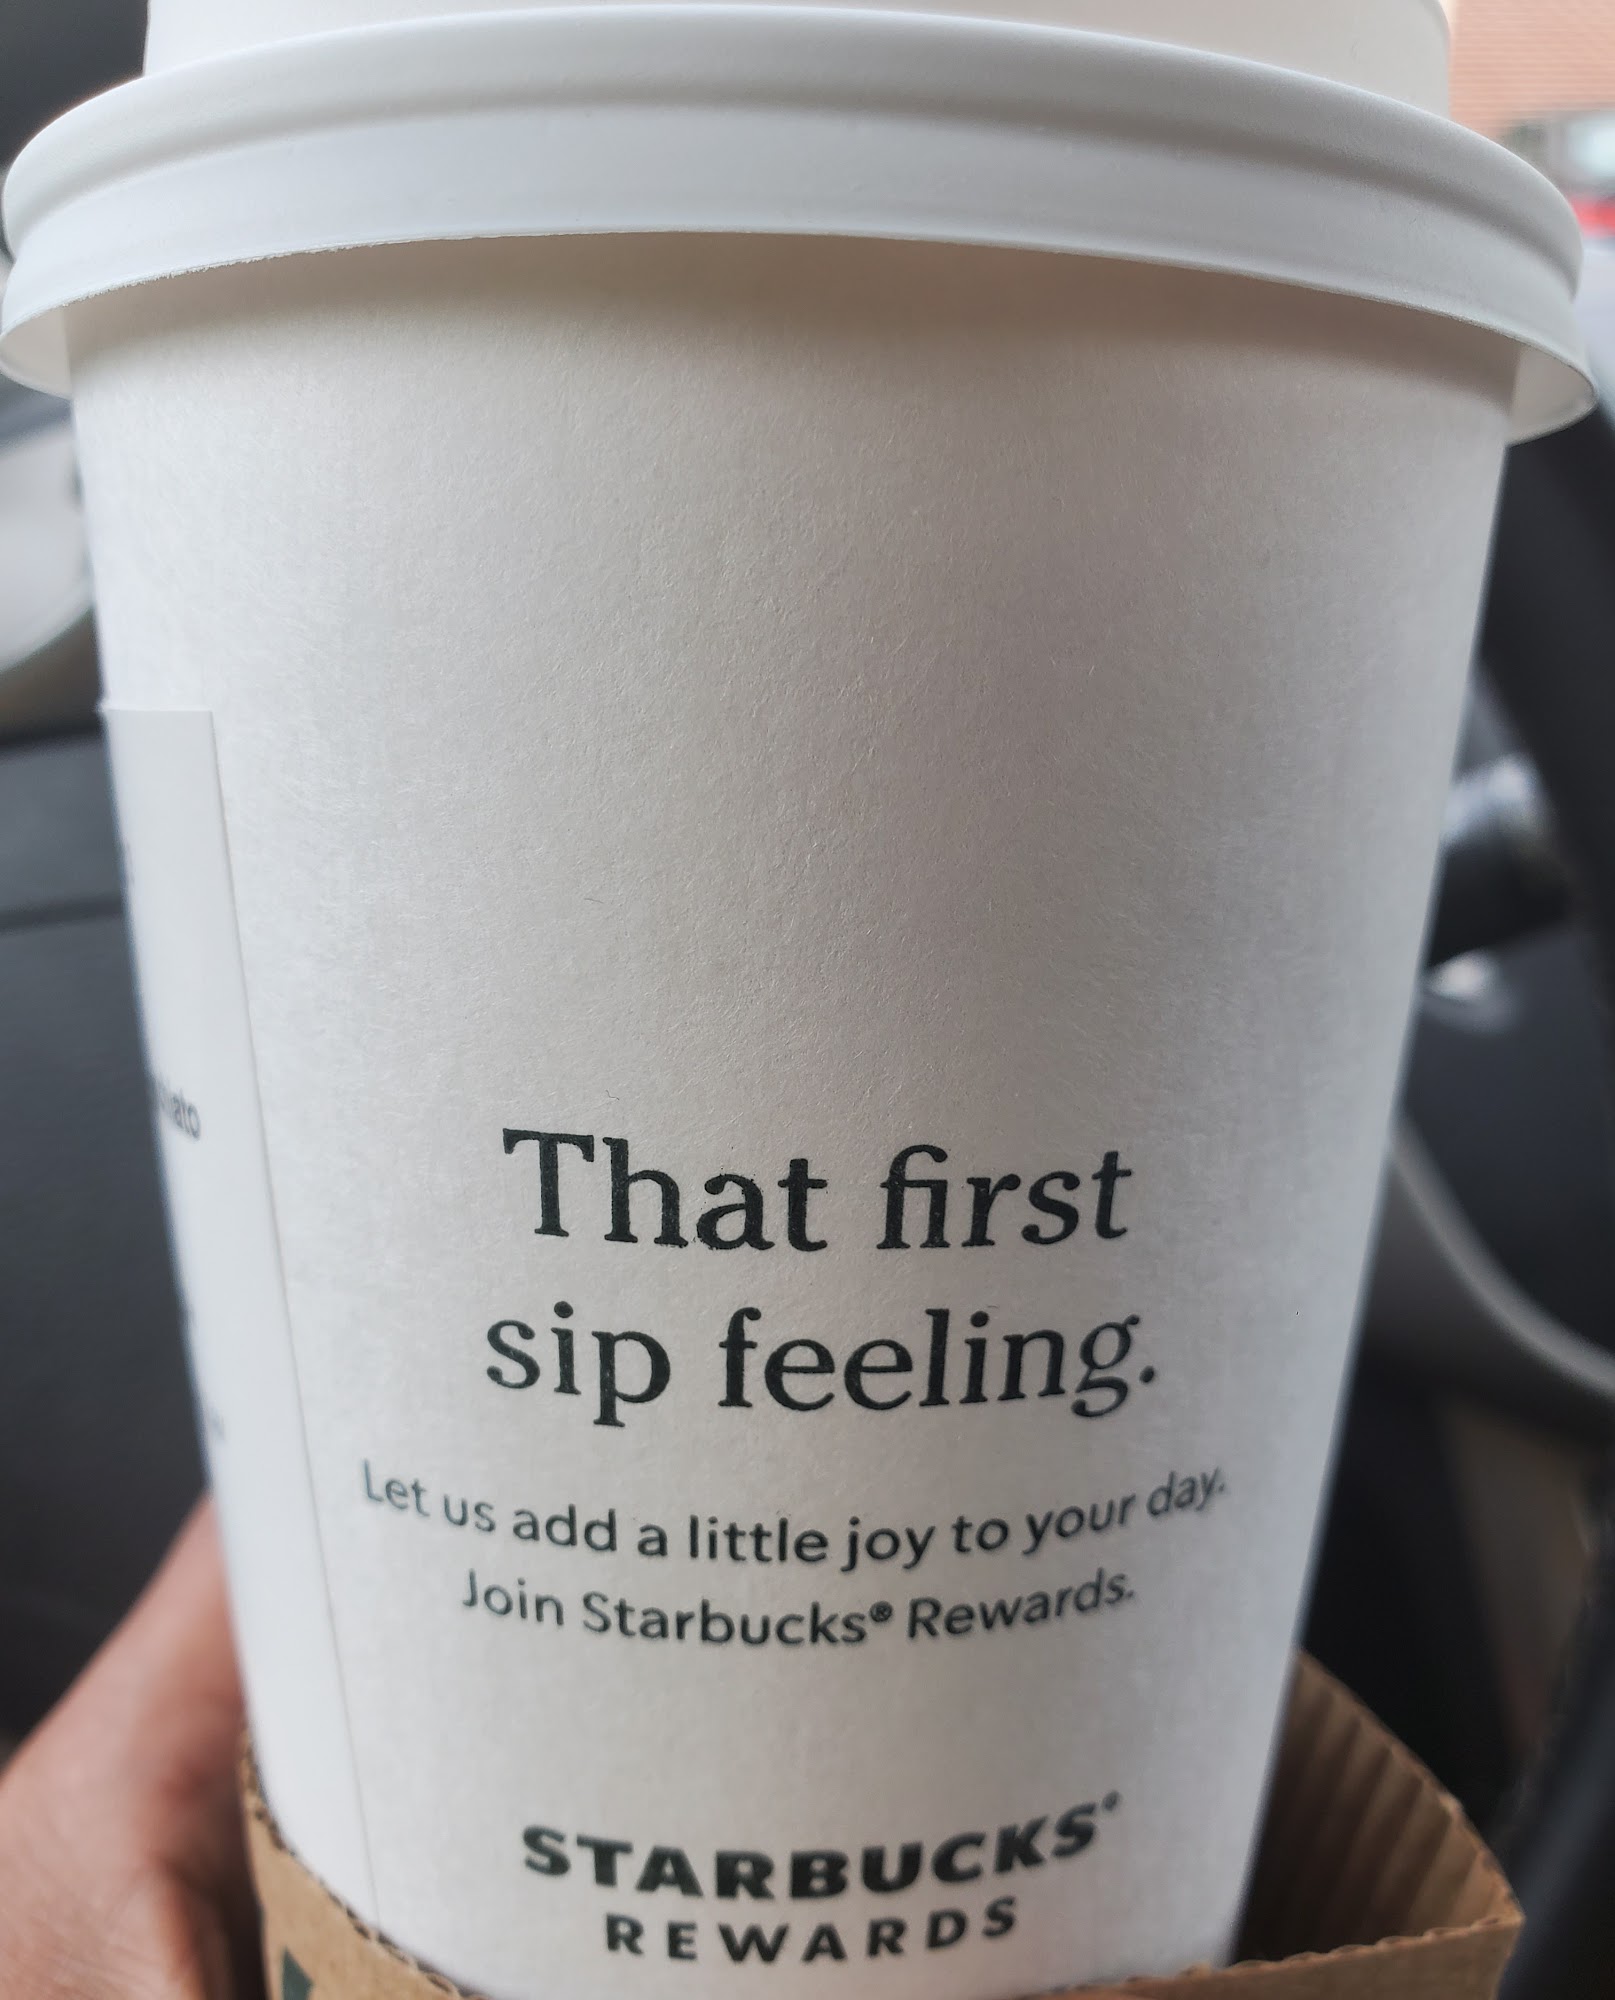 That first
sip feeling.
Let us add a little joy to your day.
Join Starbucks® Rewards.
STARBUCKS®
REWARDS